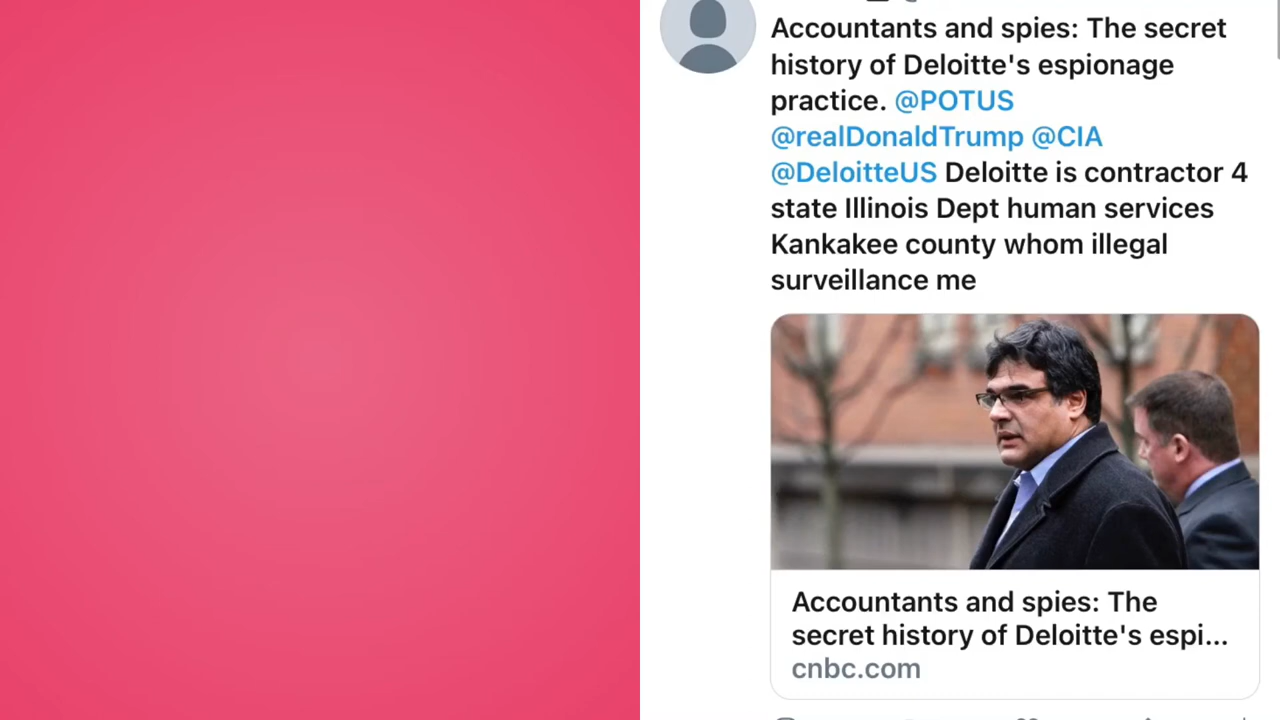 Accountants and spies: The secret
history of Deloitte's espionage
practice. @POTUS
@realDonaldTrump @CIA
@DeloitteUS Deloitte is contractor 4
state Illinois Dept human services
Kankakee county whom illegal
surveillance me
Accountants and spies: The
secret history of Deloitte's espi...
cnbc.com